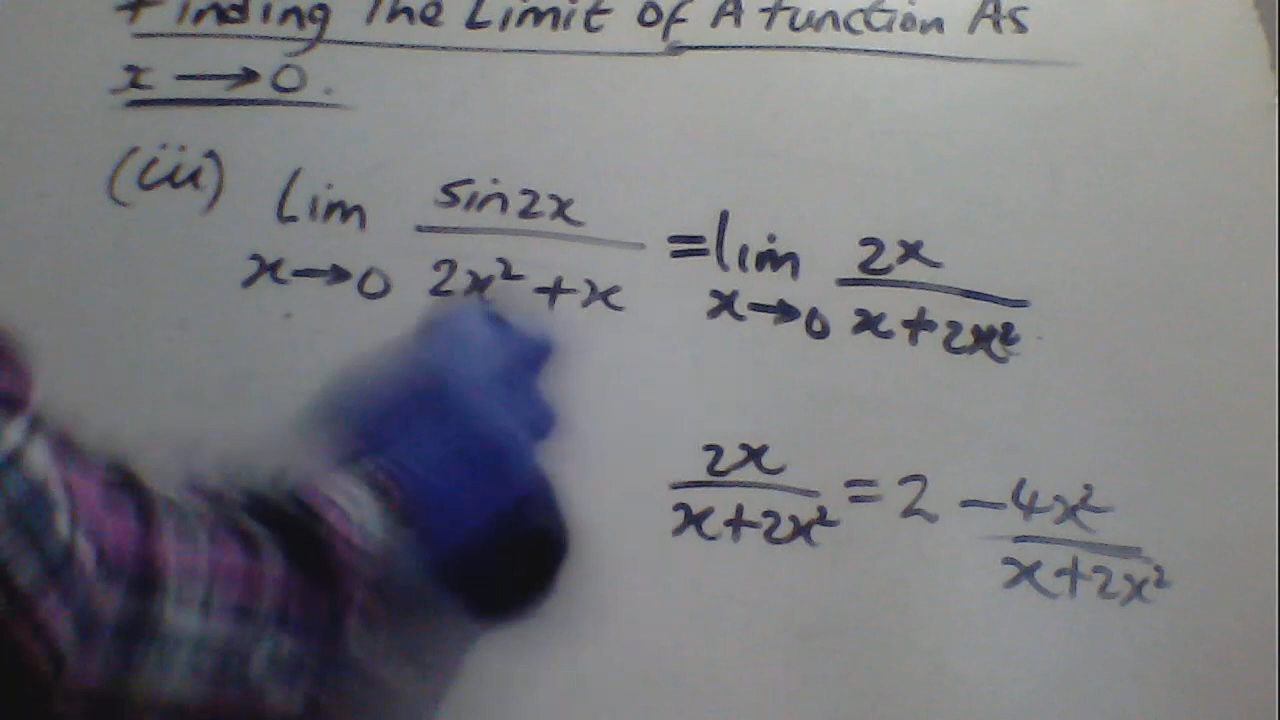 Finding The Limit of A function As
x → 0.
(iii) Lim x→0 sin2x / 2x² + x = lim x→0 2x / x + 2x²
2x / x + 2x² = 2 - 4x² / x + 2x²